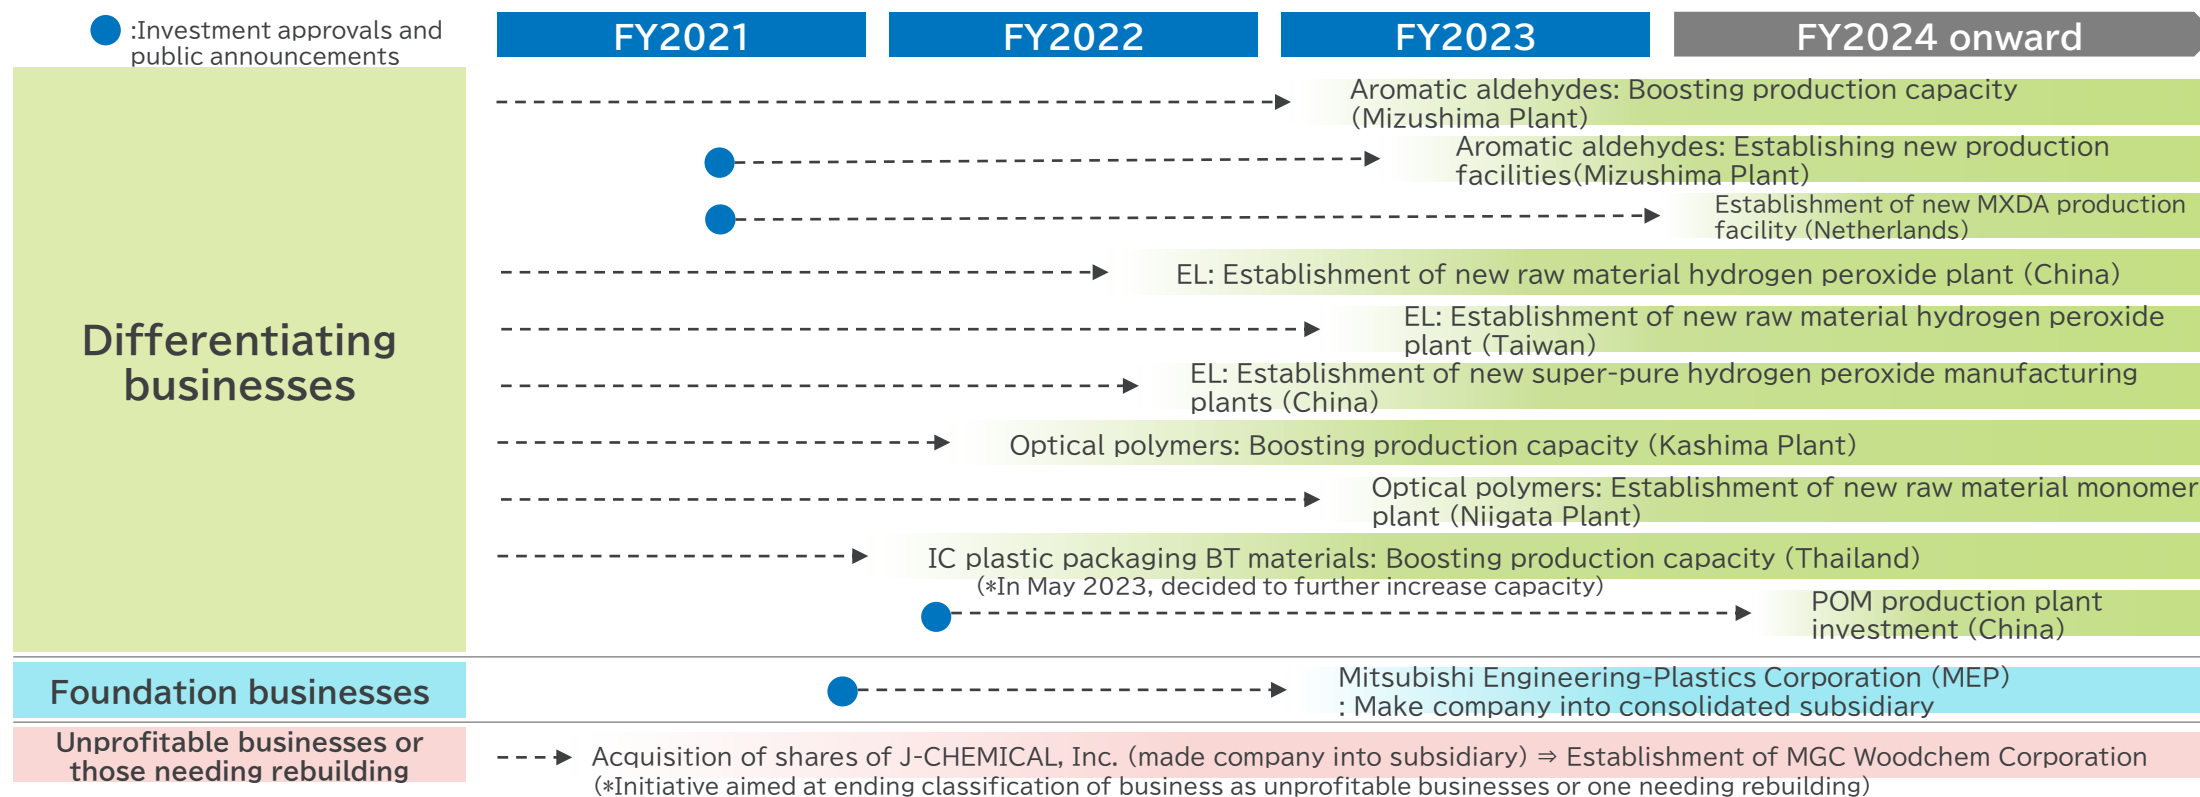 :Investment approvals and
public announcements
FY2021
FY2022
FY2023
FY2024 onward
Differentiating
businesses
Aromatic aldehydes: Boosting production capacity
(Mizushima Plant)
Aromatic aldehydes: Establishing new production
facilities(Mizushima Plant)
Establishment of new MXDA production
facility (Netherlands)
EL: Establishment of new raw material hydrogen peroxide plant (China)
EL: Establishment of new raw material hydrogen peroxide
plant (Taiwan)
EL: Establishment of new super-pure hydrogen peroxide manufacturing
plants (China)
Optical polymers: Boosting production capacity (Kashima Plant)
Optical polymers: Establishment of new raw material monomer
plant (Niigata Plant)
IC plastic packaging BT materials: Boosting production capacity (Thailand)
(*In May 2023, decided to further increase capacity)
POM production plant
investment (China)
Foundation businesses
Mitsubishi Engineering-Plastics Corporation (MEP)
: Make company into consolidated subsidiary
Unprofitable businesses or
those needing rebuilding
Acquisition of shares of J-CHEMICAL, Inc. (made company into subsidiary) ⇒ Establishment of MGC Woodchem Corporation
(*Initiative aimed at ending classification of business as unprofitable businesses or one needing rebuilding)